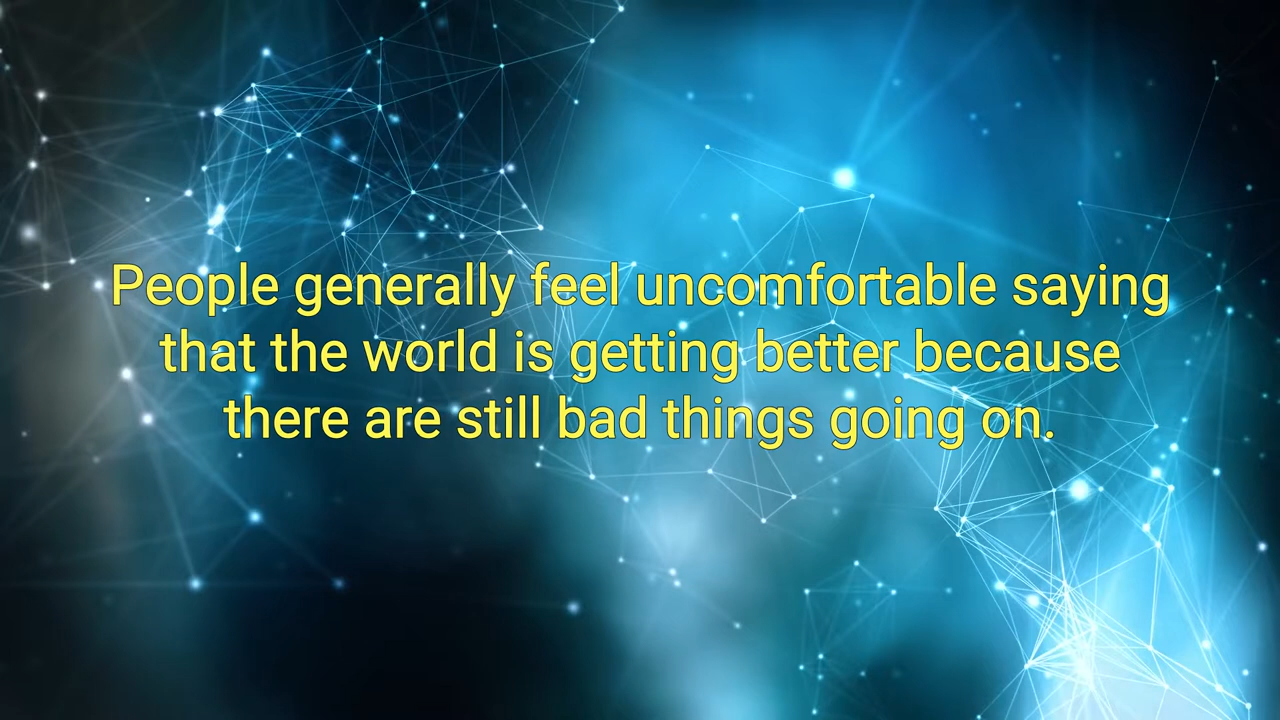 People generally feel uncomfortable saying
that the world is getting better because
there are still bad things going on.